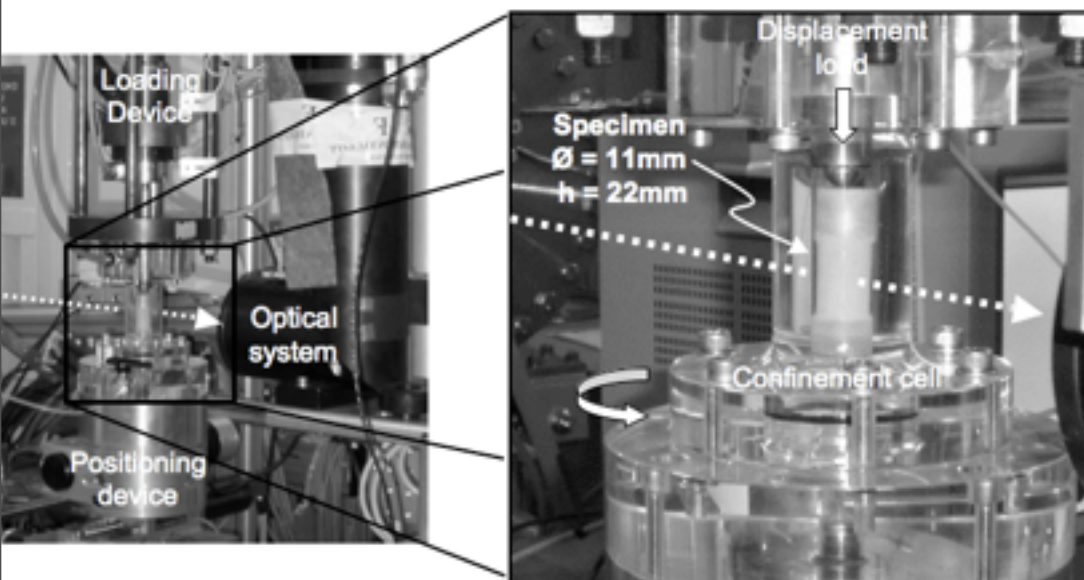 Loading
Device
Optical
system
Positioning
device
Displacement
load
Specimen
Ø = 11mm
h = 22mm
Confinement cell